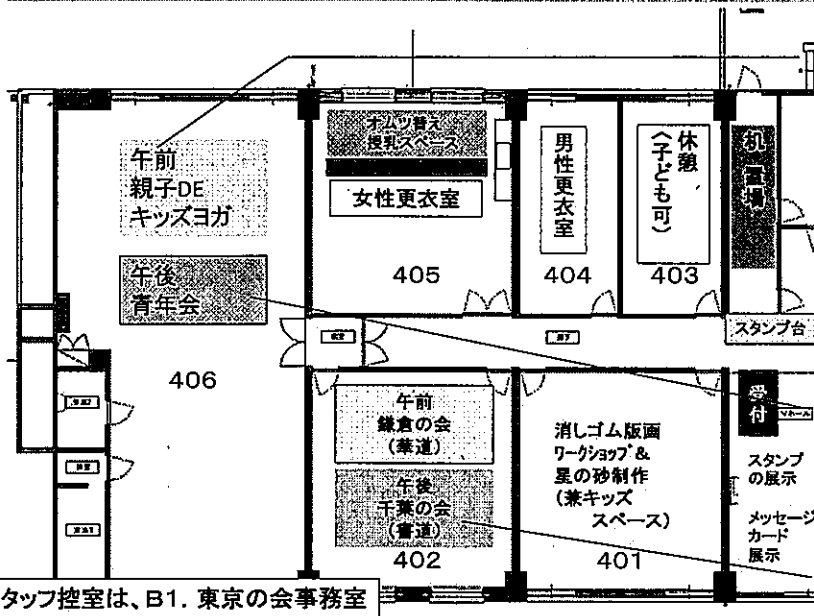 午前
親子DE
キッズヨガ
午後
青年会
406
オムツ替え
授乳スペース
女性更衣室
405
男性更衣室
404
休憩
(子ども可)
403
机置場
スタンプ台
午前
鎌倉の会
(華道)
午後
千葉の会
(書道)
402
消しゴム版画
ワークショップ&
星の砂制作
(兼キッズ
スペース)
401
受付
スタンプ
の展示
メッセージ
カード
展示
タッフ控室は、B1. 東京の会事務室